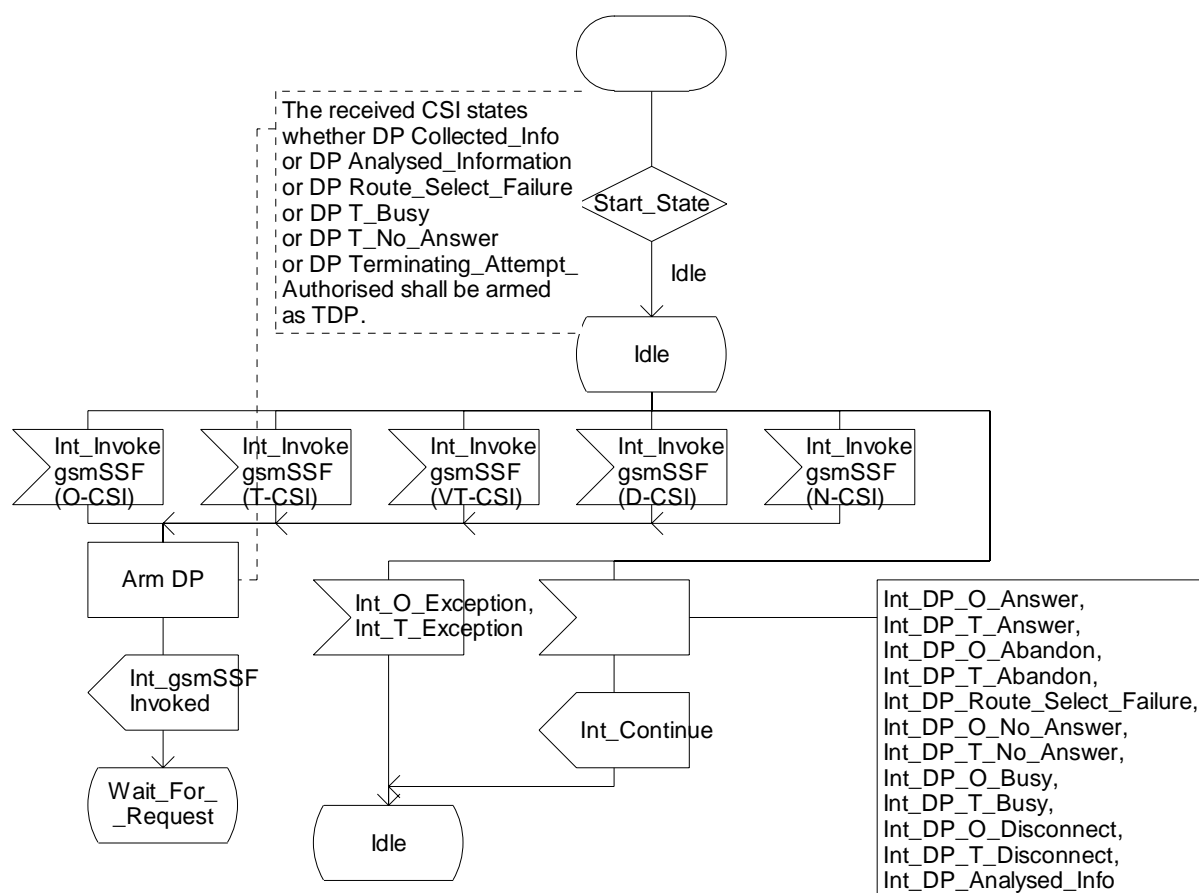 The received CSI states
whether DP Collected_Info
or DP Analysed_Information
or DP Route_Select_Failure
or DP T_Busy
or DP T_No_Answer
or DP Terminating_Attempt_
Authorised shall be armed
as TDP.
Start_State
Idle
Idle
Int_Invoke
gsmSSF
(O-CSI)
Int_Invoke
gsmSSF
(T-CSI)
Int_Invoke
gsmSSF
(VT-CSI)
Int_Invoke
gsmSSF
(D-CSI)
Int_Invoke
gsmSSF
(N-CSI)
Arm DP
Int_gsmSSF
Invoked
Wait_For_
_Request
Int_O_Exception,
Int_T_Exception
Int_Continue
Idle
Int_DP_O_Answer,
Int_DP_T_Answer,
Int_DP_O_Abandon,
Int_DP_T_Abandon,
Int_DP_Route_Select_Failure,
Int_DP_O_No_Answer,
Int_DP_T_No_Answer,
Int_DP_O_Busy,
Int_DP_T_Busy,
Int_DP_O_Disconnect,
Int_DP_T_Disconnect,
Int_DP_Analysed_Info